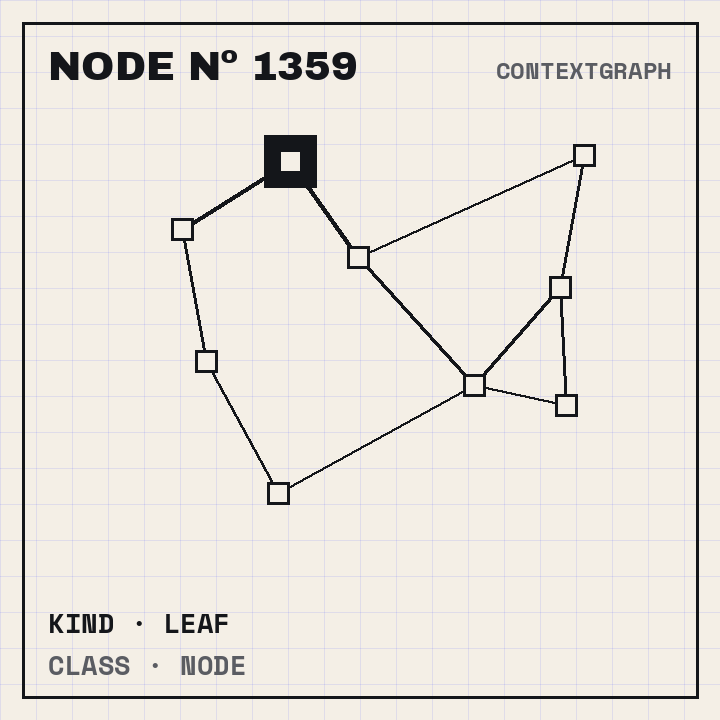 NODE Nº 1359
CONTEXTGRAPH
KIND · LEAF
CLASS · NODE